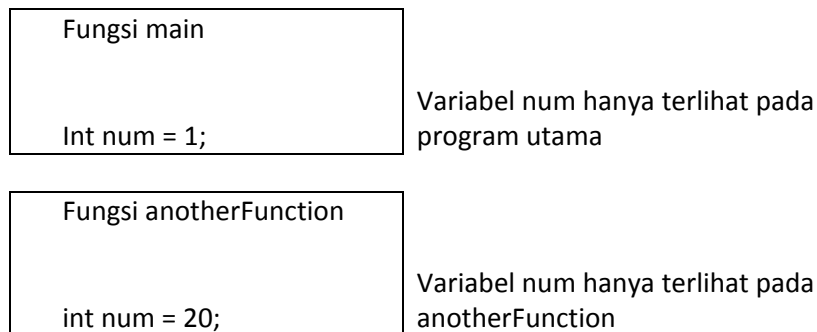 Fungsi main
Int num = 1;
Variabel num hanya terlihat pada
program utama
Fungsi anotherFunction
int num = 20;
Variabel num hanya terlihat pada
anotherFunction